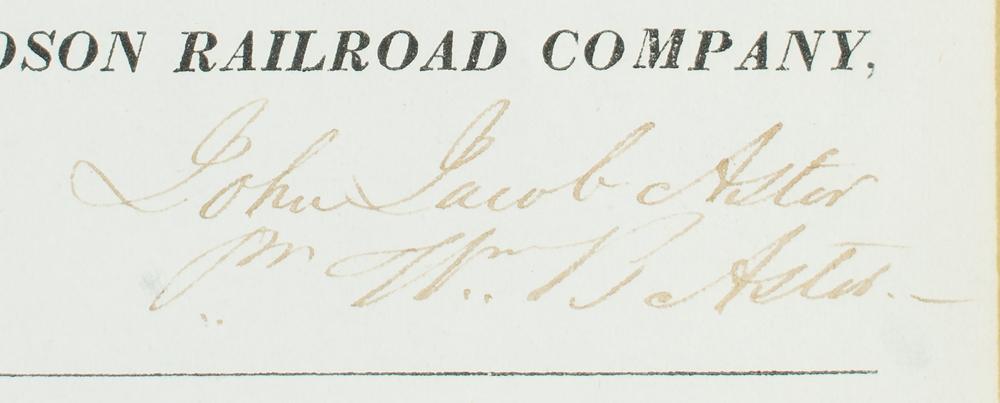 DSON RAILROAD COMPANY,
John Jacob Astor
pr Wm B Astor.—